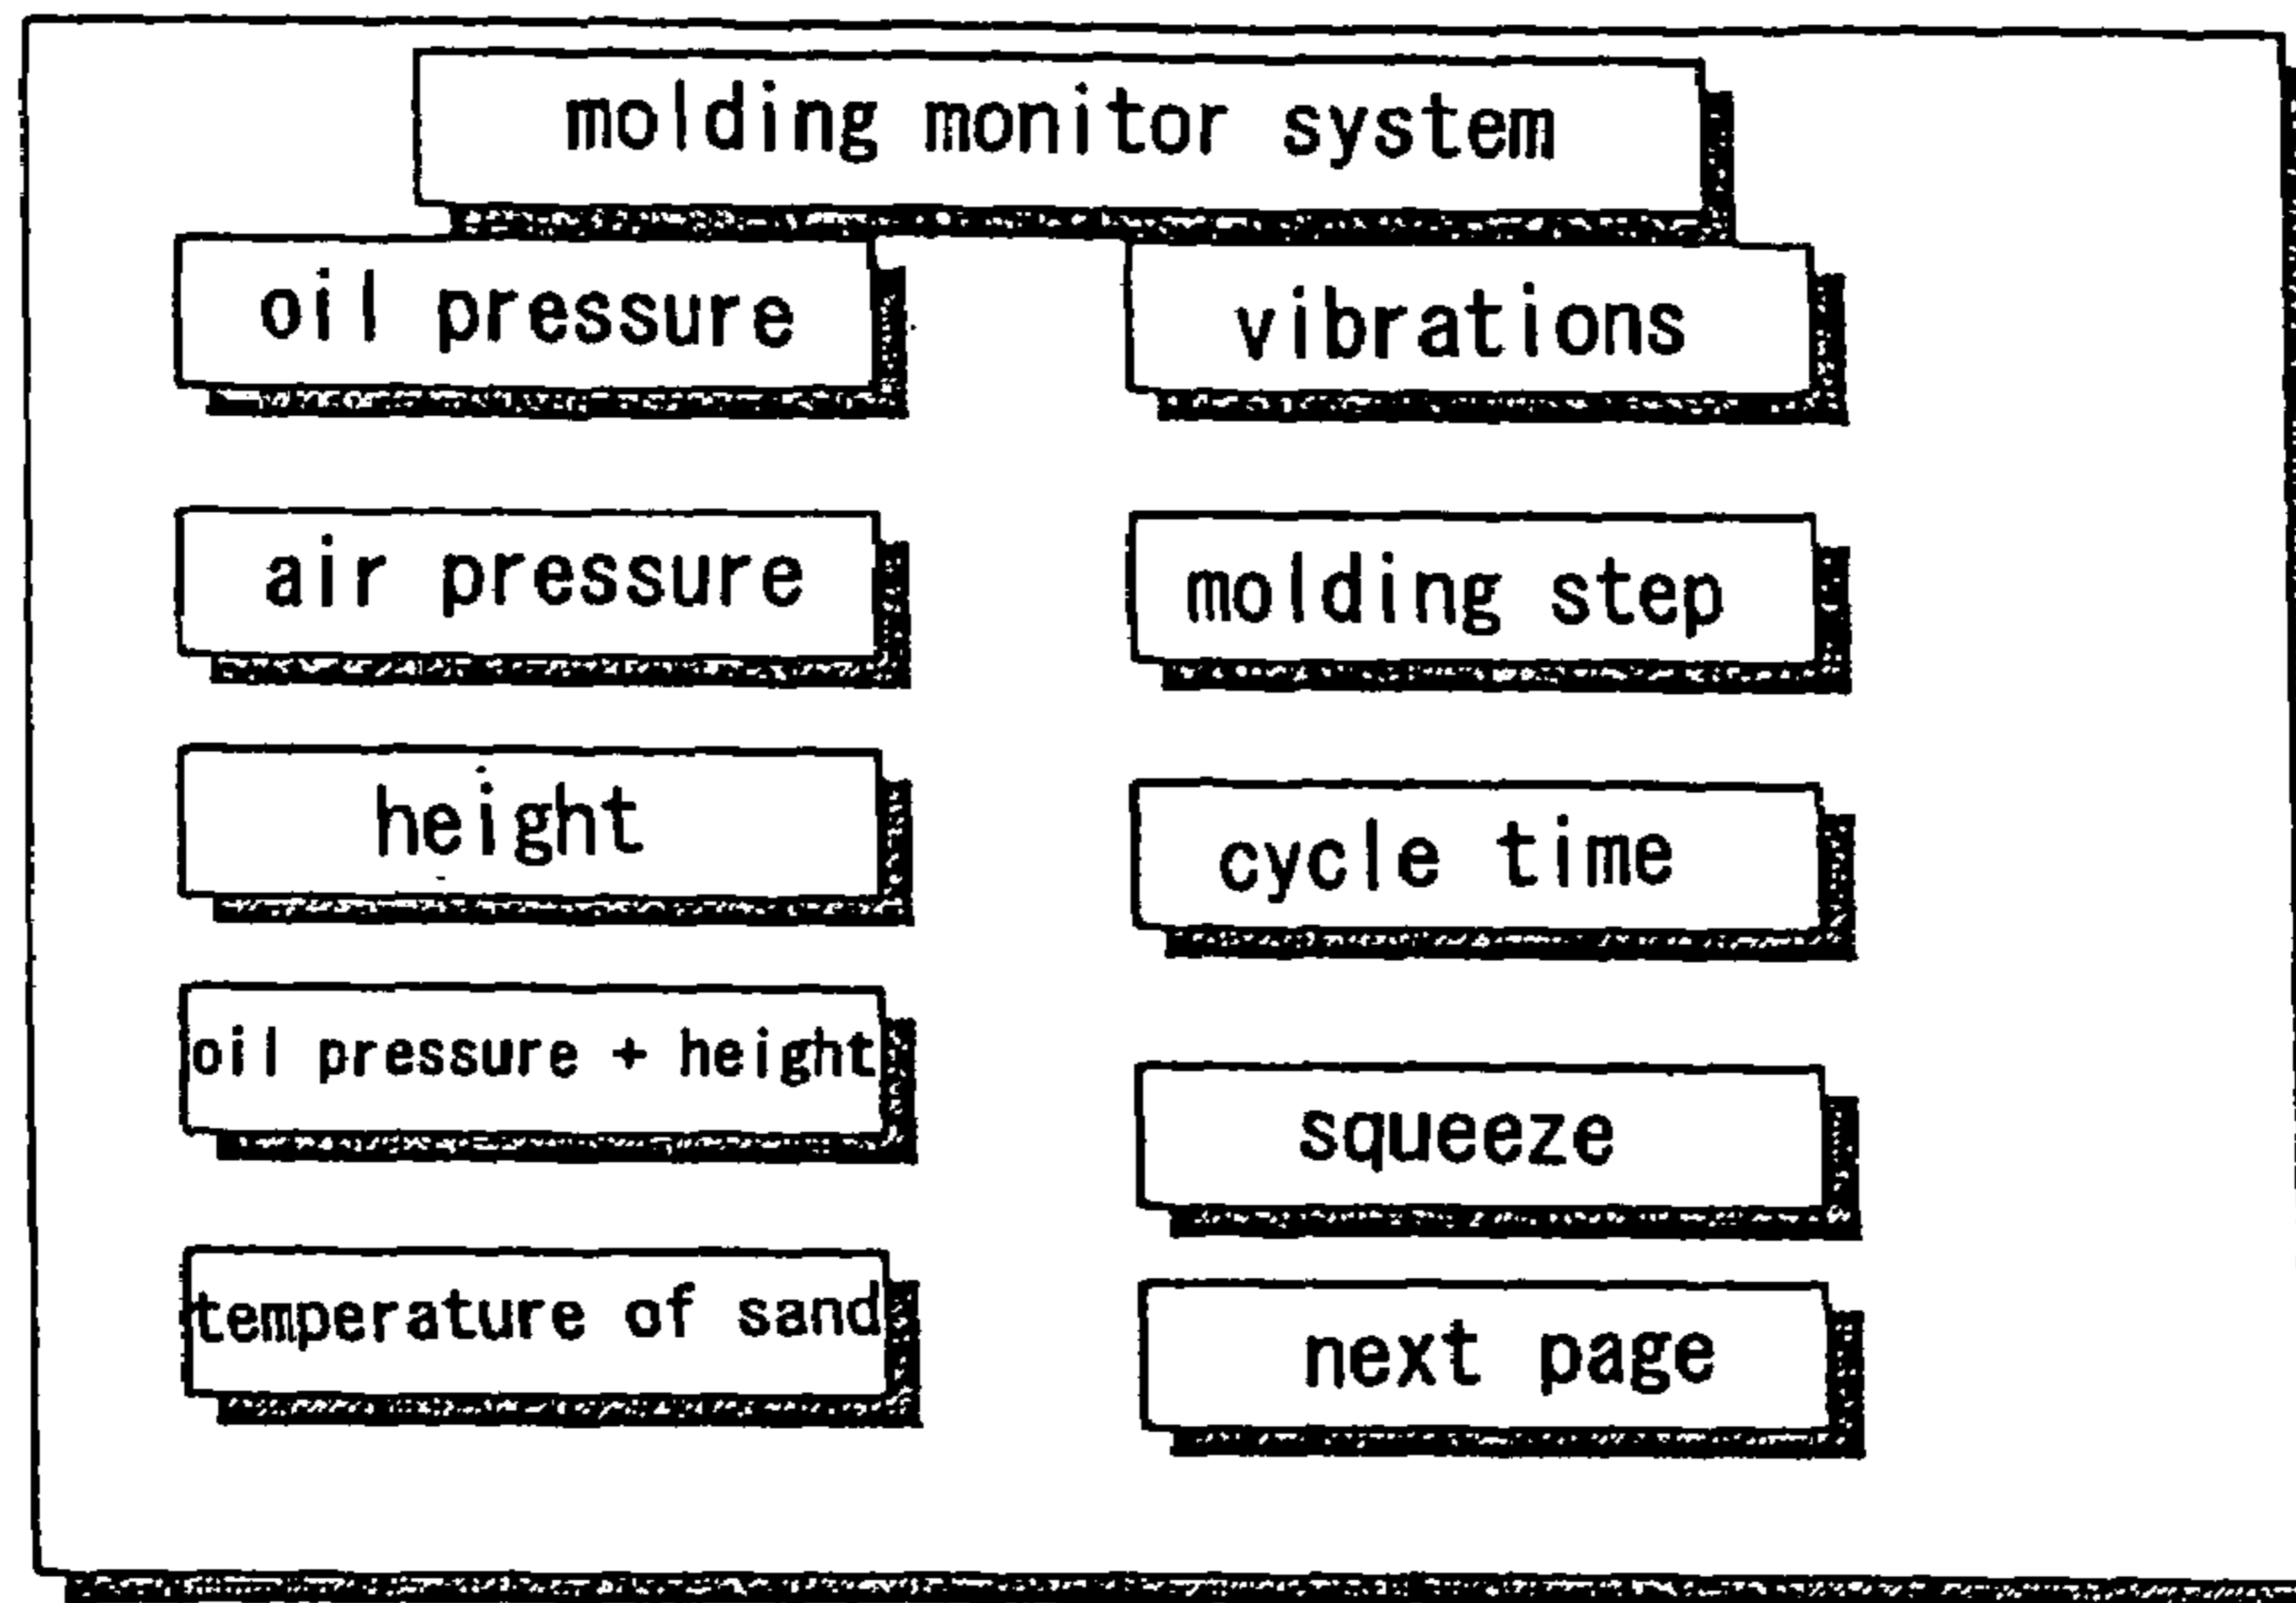 molding monitor system
oil pressure
vibrations
air pressure
molding step
height
cycle time
oil pressure + height
squeeze
temperature of sand
next page